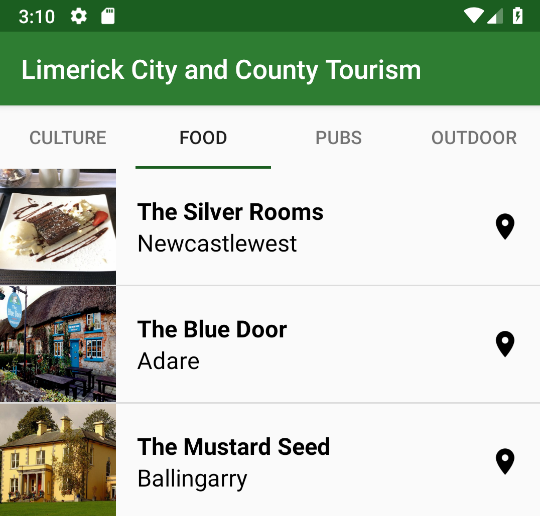 3:10
Limerick City and County Tourism
CULTURE FOOD PUBS OUTDOOR
The Silver Rooms
Newcastlewest
The Blue Door
Adare
The Mustard Seed
Ballingarry